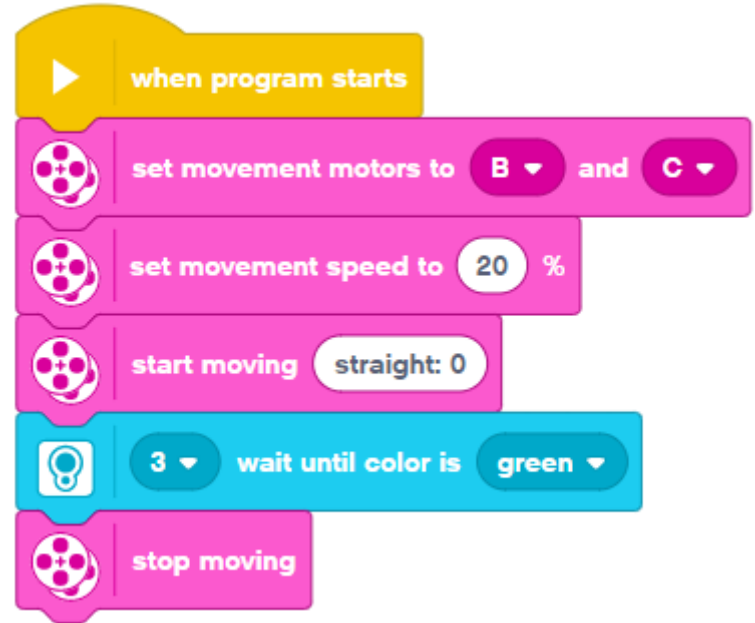 when program starts
set movement motors to B and C
set movement speed to 20 %
start moving straight: 0
3 wait until color is green
stop moving